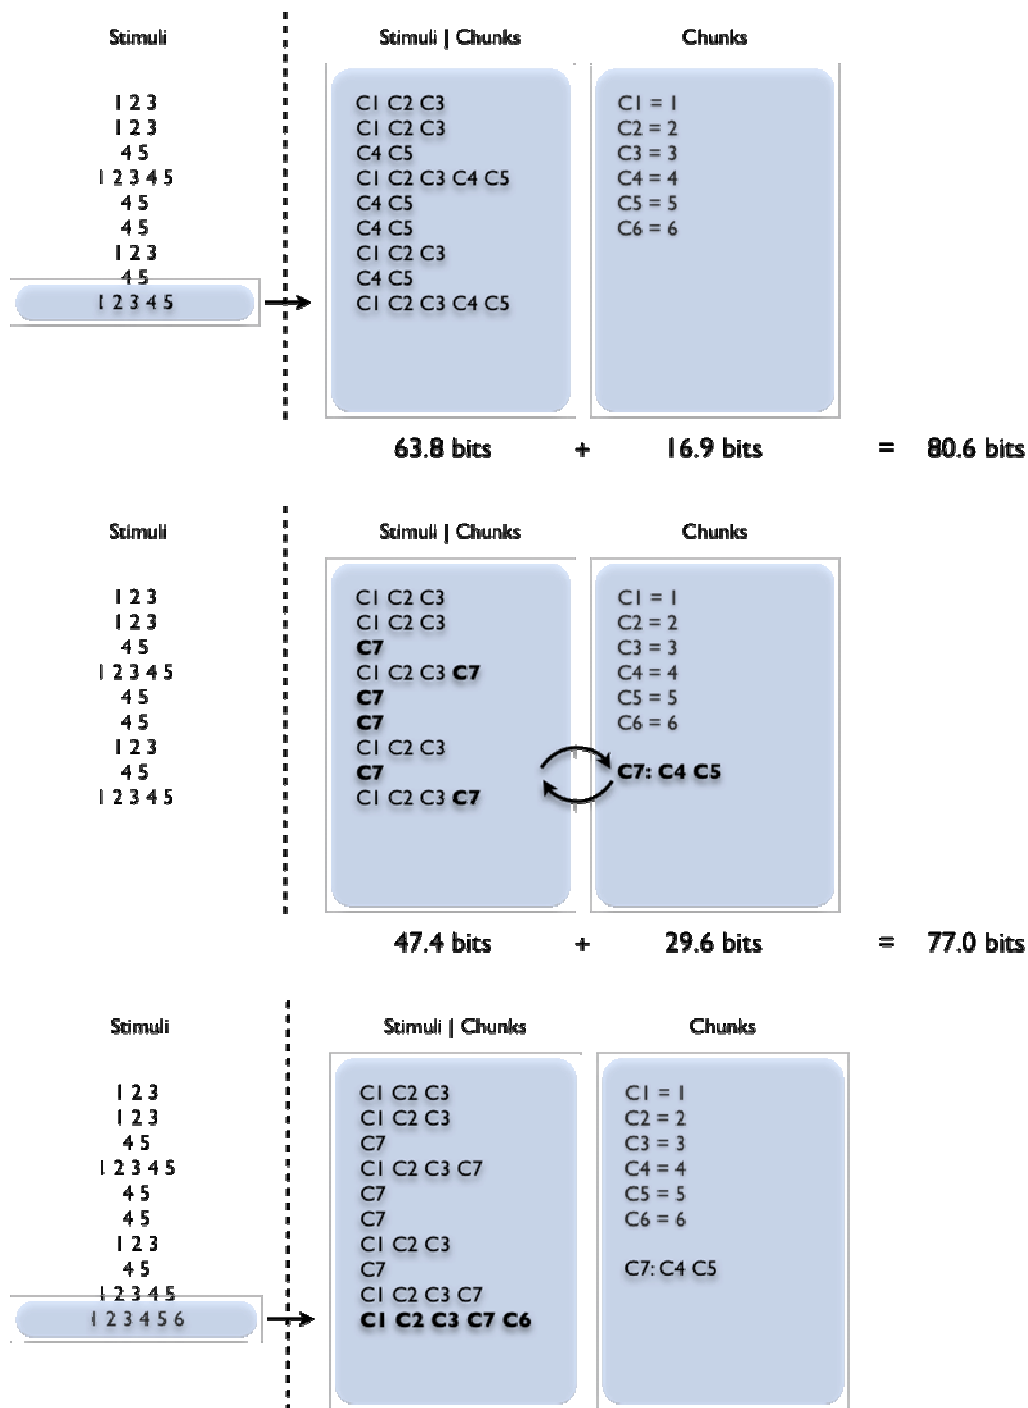 Stimuli Stimuli | Chunks Chunks
1 2 3 C1 C2 C3 C1 = 1
1 2 3 C1 C2 C3 C2 = 2
4 5 C4 C5 C3 = 3
1 2 3 4 5 C1 C2 C3 C4 C5 C4 = 4
4 5 C4 C5 C5 = 5
4 5 C4 C5 C6 = 6
1 2 3 C1 C2 C3
4 5 C4 C5
1 2 3 4 5 C1 C2 C3 C4 C5
63.8 bits + 16.9 bits = 80.6 bits
Stimuli Stimuli | Chunks Chunks
1 2 3 C1 C2 C3 C1 = 1
1 2 3 C1 C2 C3 C2 = 2
4 5 C7 C3 = 3
1 2 3 4 5 C1 C2 C3 C7 C4 = 4
4 5 C7 C5 = 5
4 5 C7 C6 = 6
1 2 3 C1 C2 C3
4 5 C7 C7: C4 C5
1 2 3 4 5 C1 C2 C3 C7
47.4 bits + 29.6 bits = 77.0 bits
Stimuli Stimuli | Chunks Chunks
1 2 3 C1 C2 C3 C1 = 1
1 2 3 C1 C2 C3 C2 = 2
4 5 C7 C3 = 3
1 2 3 4 5 C1 C2 C3 C7 C4 = 4
4 5 C7 C5 = 5
4 5 C7 C6 = 6
1 2 3 C1 C2 C3
4 5 C7 C7: C4 C5
1 2 3 4 5 C1 C2 C3 C7
1 2 3 4 5 6 C1 C2 C3 C7 C6